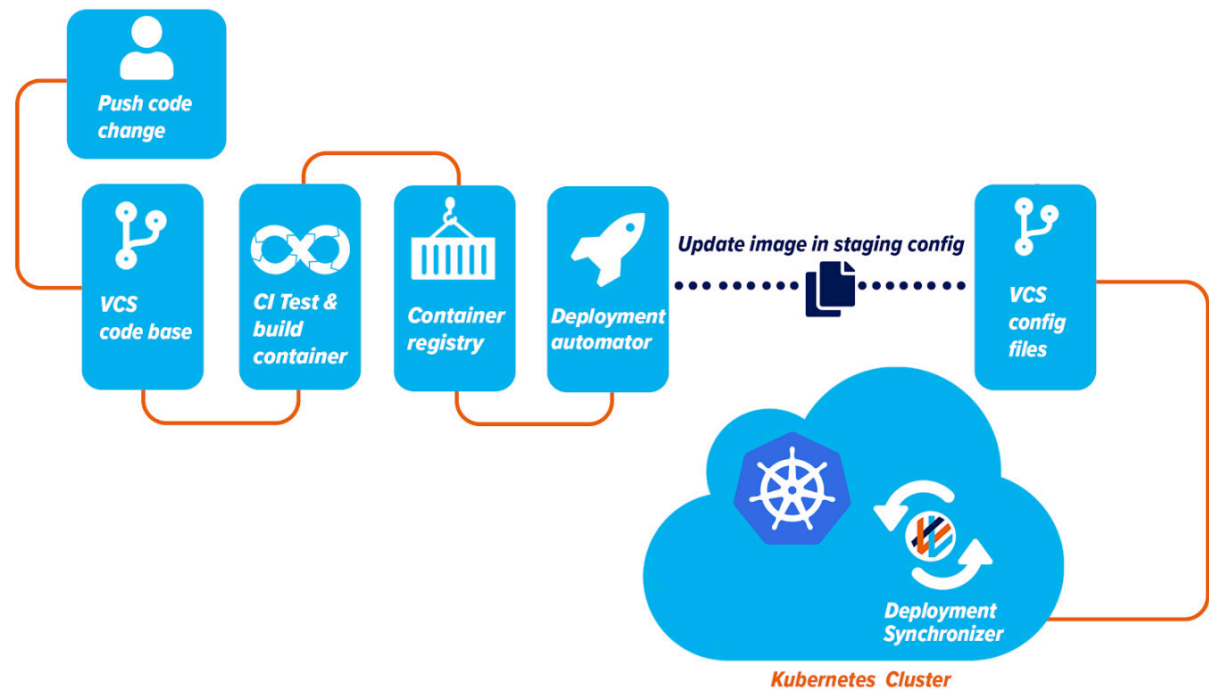 Push code
change
VCS
code base
CI Test &
build
container
Container
registry
Deployment
automator
Update image in staging config
VCS
config
files
Deployment
Synchronizer
Kubernetes Cluster